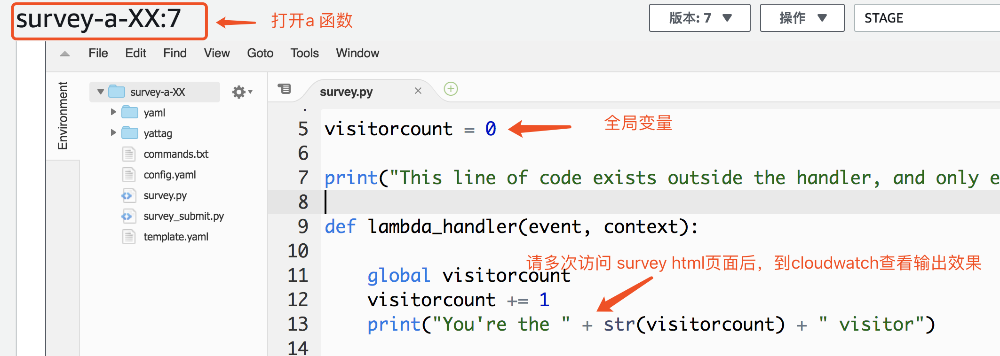 survey-a-XX:7
打开a 函数
版本: 7
操作
STAGE
File Edit Find View Goto Tools Window
Environment
survey-a-XX
yaml
yattag
commands.txt
config.yaml
survey.py
survey_submit.py
template.yaml
survey.py
5 visitorcount = 0
全局变量
6
7 print("This line of code exists outside the handler, and only e
8
9 def lambda_handler(event, context):
10
请多次访问 survey html页面后，到cloudwatch查看输出效果
11 global visitorcount
12 visitorcount += 1
13 print("You're the " + str(visitorcount) + " visitor")
14